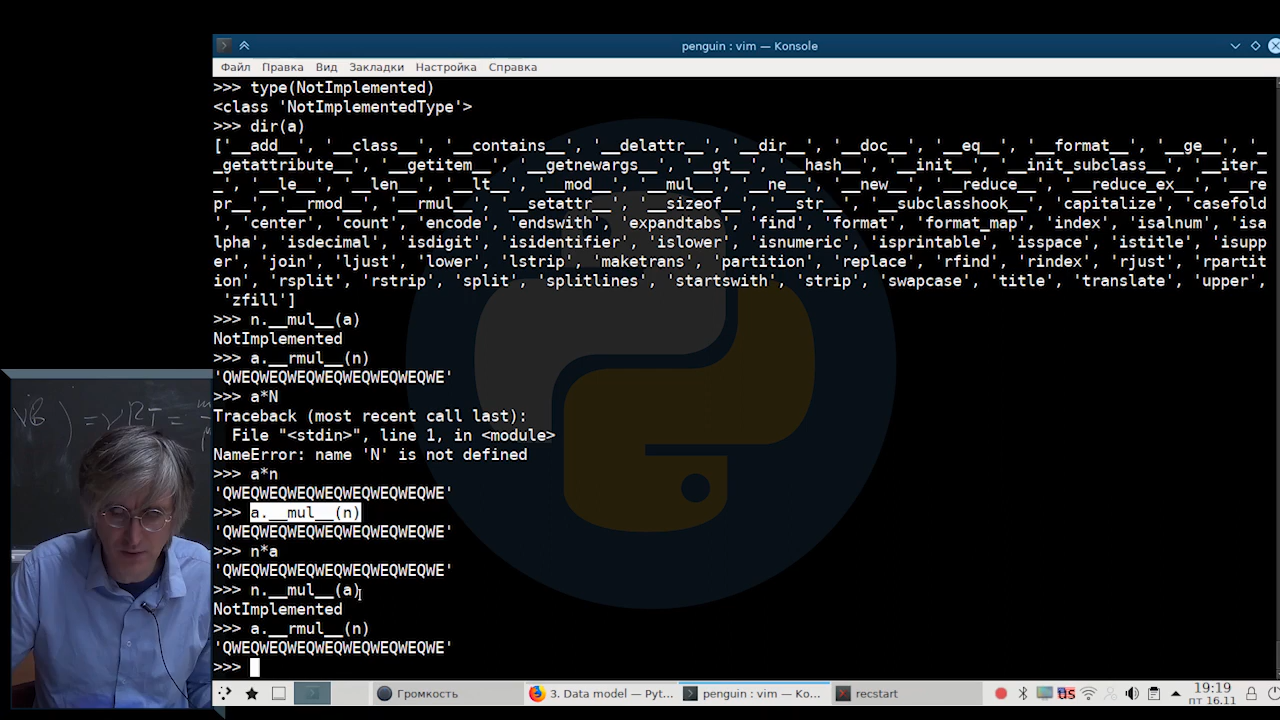 penguin : vim — Konsole
Файл Правка Вид Закладки Настройка Справка
>>> type(NotImplemented)
<class 'NotImplementedType'>
>>> dir(a)
['__add__', '__class__', '__contains__', '__delattr__', '__dir__', '__doc__', '__eq__', '__format__', '__ge__', '_
_getattribute__', '__getitem__', '__getnewargs__', '__gt__', '__hash__', '__init__', '__init_subclass__', '__iter_
_', '__le__', '__len__', '__lt__', '__mod__', '__mul__', '__ne__', '__new__', '__reduce__', '__reduce_ex__', '__re
pr__', '__rmod__', '__rmul__', '__setattr__', '__sizeof__', '__str__', '__subclasshook__', 'capitalize', 'casefold
', 'center', 'count', 'encode', 'endswith', 'expandtabs', 'find', 'format', 'format_map', 'index', 'isalnum', 'isa
lpha', 'isdecimal', 'isdigit', 'isidentifier', 'islower', 'isnumeric', 'isprintable', 'isspace', 'istitle', 'isupp
er', 'join', 'ljust', 'lower', 'lstrip', 'maketrans', 'partition', 'replace', 'rfind', 'rindex', 'rjust', 'rpartit
ion', 'rsplit', 'rstrip', 'split', 'splitlines', 'startswith', 'strip', 'swapcase', 'title', 'translate', 'upper',
'zfill']
>>> n.__mul__(a)
NotImplemented
>>> a.__rmul__(n)
'QWEQWEQWEQWEQWEQWEQWE'
>>> a*N
Traceback (most recent call last):
File "<stdin>", line 1, in <module>
NameError: name 'N' is not defined
>>> a*n
'QWEQWEQWEQWEQWEQWEQWE'
>>> a.__mul__(n)
'QWEQWEQWEQWEQWEQWEQWE'
>>> n*a
'QWEQWEQWEQWEQWEQWEQWE'
>>> n.__mul__(a)
NotImplemented
>>> a.__rmul__(n)
'QWEQWEQWEQWEQWEQWEQWE'
>>>
Громкость 3. Data model — Pyt... penguin : vim — Ko... recstart us 19:19
пт 16.11